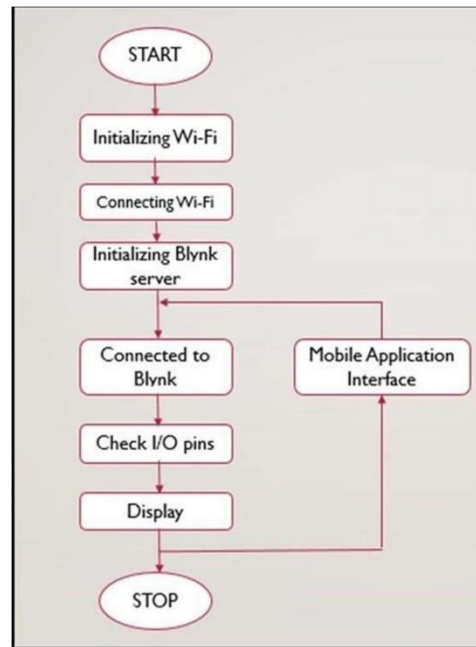 START
Initializing Wi-Fi
Connecting Wi-Fi
Initializing Blynk
server
Connected to
Blynk
Mobile Application
Interface
Check I/O pins
Display
STOP